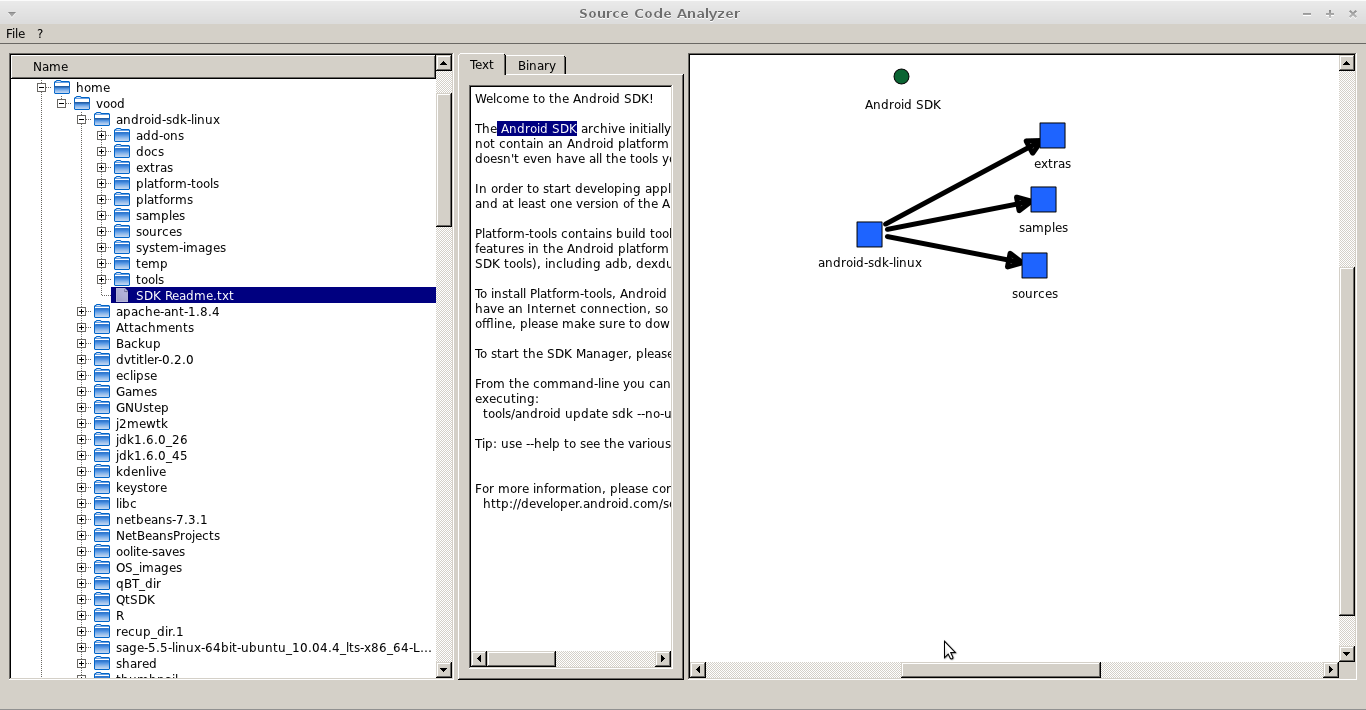 Source Code Analyzer
File ?
Name
home
vood
android-sdk-linux
add-ons
docs
extras
platform-tools
platforms
samples
sources
system-images
temp
tools
SDK Readme.txt
apache-ant-1.8.4
Attachments
Backup
dvtitler-0.2.0
eclipse
Games
GNUstep
j2mewtk
jdk1.6.0_26
jdk1.6.0_45
kdenlive
keystore
libc
netbeans-7.3.1
NetBeansProjects
oolite-saves
OS_images
qBT_dir
QtSDK
R
recup_dir.1
sage-5.5-linux-64bit-ubuntu_10.04.4_lts-x86_64-L...
shared
Text Binary
Welcome to the Android SDK!
The Android SDK archive initially
not contain an Android platform
doesn't even have all the tools
In order to start developing
and at least one version of the
Platform-tools contains build
features in the Android platform
SDK tools), including adb,
To install Platform-tools, Android
have an Internet connection, so
offline, please make sure to
To start the SDK Manager, please
From the command-line you can
executing:
tools/android update sdk
Tip: use --help to see the various
For more information, please
http://developer.android.com/
Android SDK
extras
samples
android-sdk-linux
sources